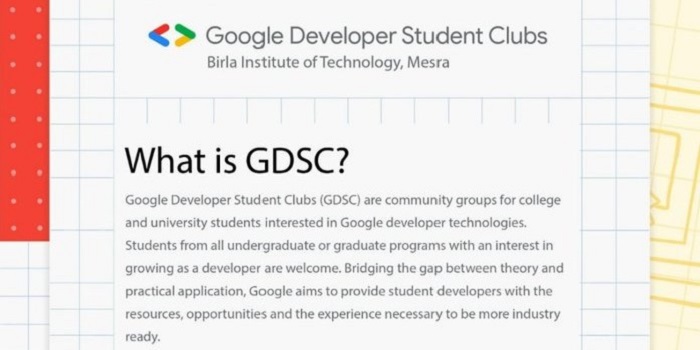 Google Developer Student Clubs
Birla Institute of Technology, Mesra
What is GDSC?
Google Developer Student Clubs (GDSC) are community groups for college
and university students interested in Google developer technologies.
Students from all undergraduate or graduate programs with an interest in
growing as a developer are welcome. Bridging the gap between theory and
practical application, Google aims to provide student developers with the
resources, opportunities and the experience necessary to be more industry
ready.